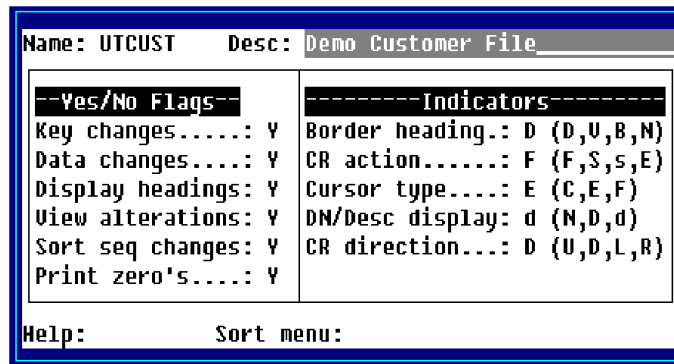 Name: UTCUST Desc: Demo Customer File_
--Yes/No Flags--
Key changes.....: Y
Data changes....: Y
Display headings: Y
View alterations: Y
Sort seq changes: Y
Print zero's....: Y
---------Indicators---------
Border heading.: D (D,V,B,N)
CR action......: F (F,S,s,E)
Cursor type....: E (C,E,F)
DN/Desc display: d (N,D,d)
CR direction...: D (U,D,L,R)
Help: Sort menu: